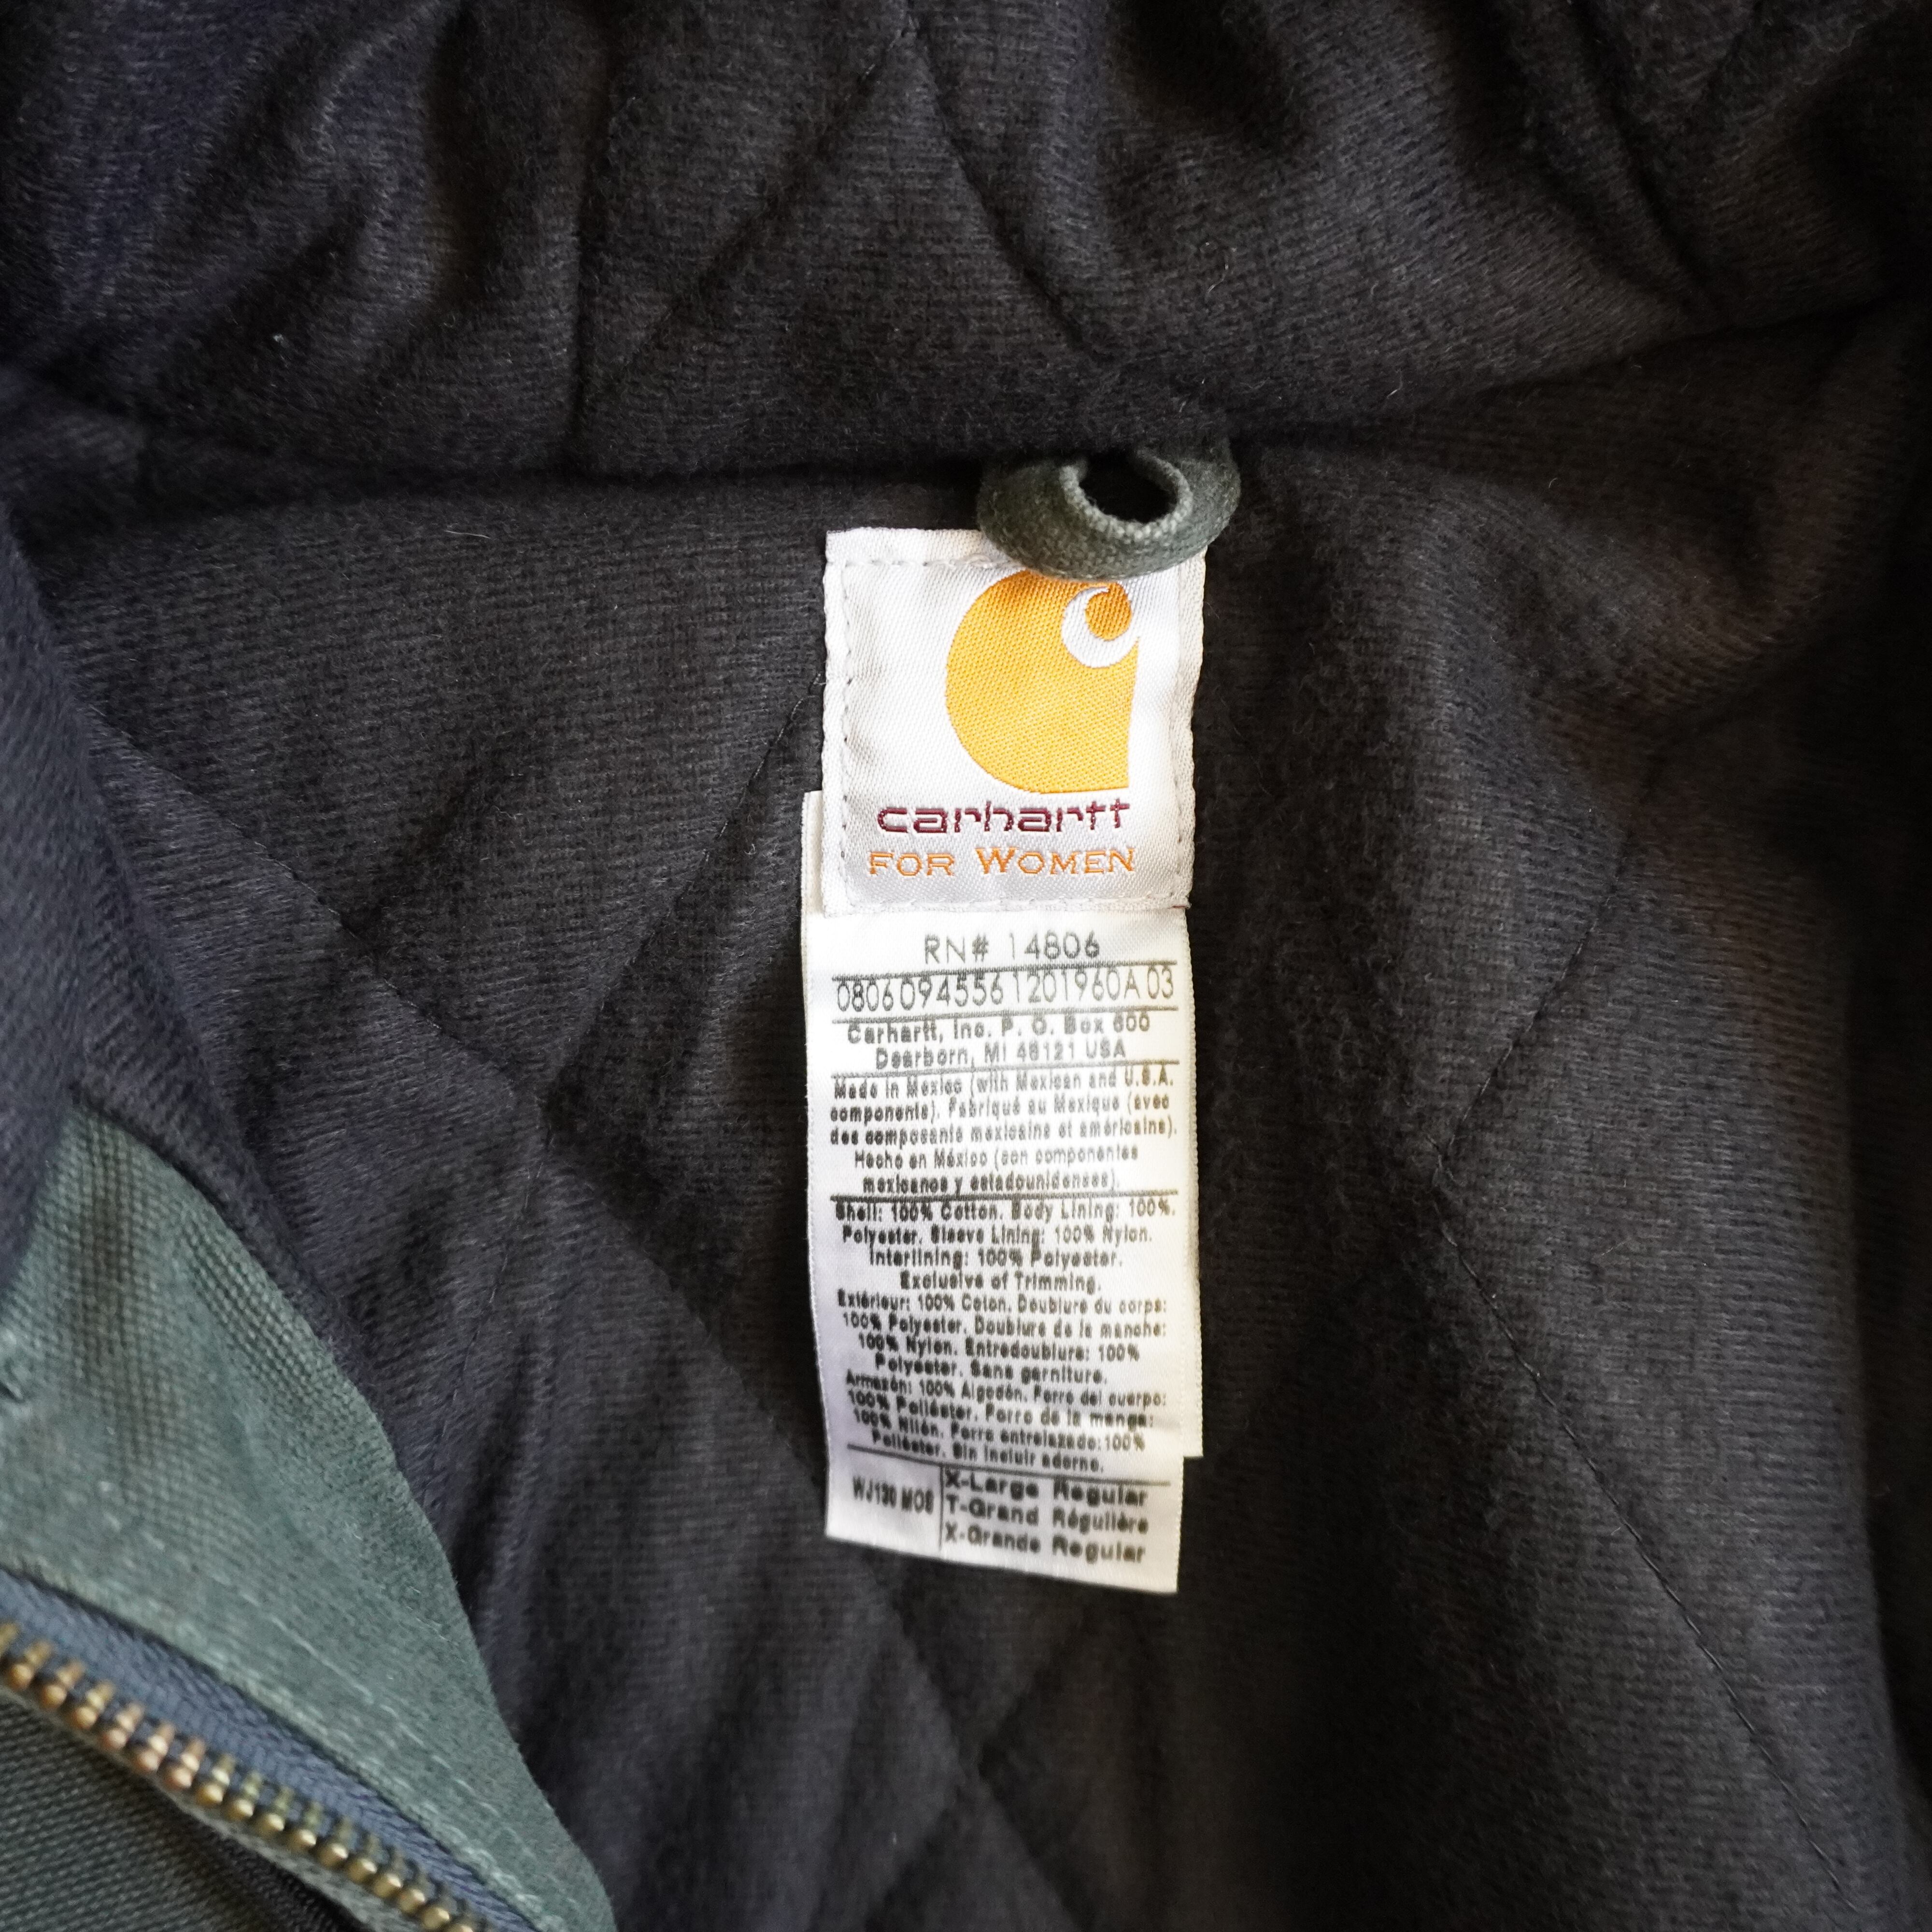 carhartt
FOR WOMEN
RN# 14806
0806094556 1201960A 03
Carhartt, Inc. P. O. Box 600
Dearborn, MI 48121 USA
Made in Mexico (with Mexican and U.S.A.
components). Fabriqué au Mexique (avec
des composants mexicains et américains).
Hecho en México (con componentes
mexicanos y estadounidenses).
Shell: 100% Cotton. Body Lining: 100%.
Polyester. Sleeve Lining: 100% Nylon.
Interlining: 100% Polyester.
Exclusive of Trimming.
Extérieur: 100% Coton. Doublure du corps:
100% Polyester. Doublure de la manche:
100% Nylon. Entredoublure: 100%
Polyester. Sans garniture.
Armazón: 100% Algodón. Forro del cuerpo:
100% Poliéster. Forro de la manga:
100% Nilón. Forro entrelazado:100%
Poliéster. Sin incluir adorno.
WJ130 MOS
X-Large Regular
T-Grand Régulière
X-Grande Regular